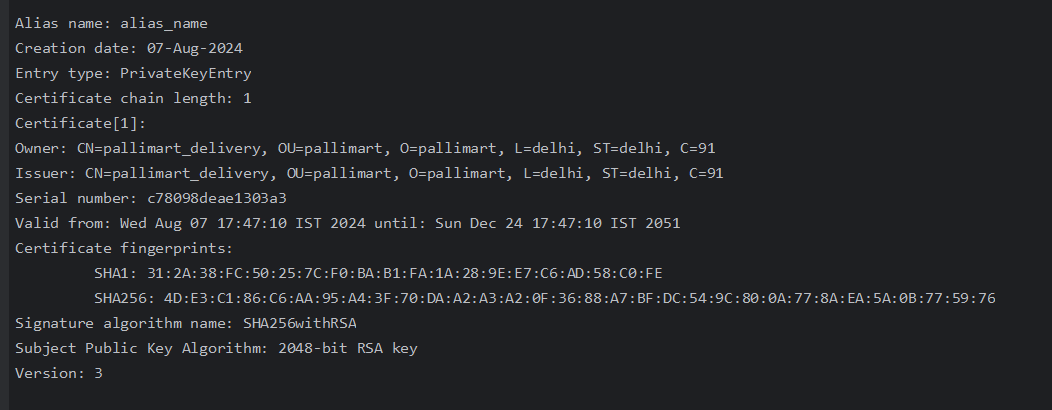 Alias name: alias_name
Creation date: 07-Aug-2024
Entry type: PrivateKeyEntry
Certificate chain length: 1
Certificate[1]:
Owner: CN=pallimart_delivery, OU=pallimart, O=pallimart, L=delhi, ST=delhi, C=91
Issuer: CN=pallimart_delivery, OU=pallimart, O=pallimart, L=delhi, ST=delhi, C=91
Serial number: c78098deae1303a3
Valid from: Wed Aug 07 17:47:10 IST 2024 until: Sun Dec 24 17:47:10 IST 2051
Certificate fingerprints:
SHA1: 31:2A:38:FC:50:25:7C:F0:BA:B1:FA:1A:28:9E:E7:C6:AD:58:C0:FE
SHA256: 4D:E3:C1:86:C6:AA:95:A4:3F:70:DA:A2:A3:A2:0F:36:88:A7:BF:DC:54:9C:80:0A:77:8A:EA:5A:0B:77:59:76
Signature algorithm name: SHA256withRSA
Subject Public Key Algorithm: 2048-bit RSA key
Version: 3